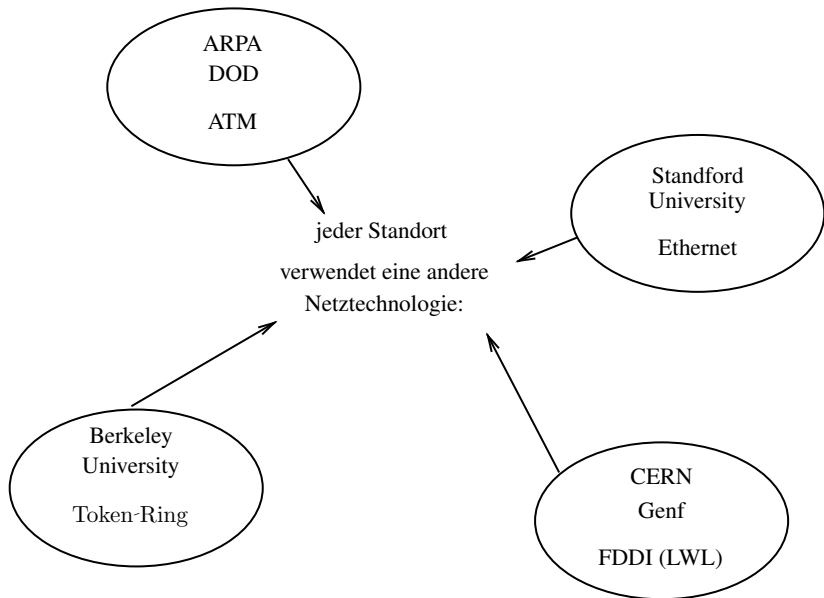 ARPA
DOD
ATM
Standford
University
Ethernet
jeder Standort
verwendet eine andere
Netztechnologie:
Berkeley
University
Token-Ring
CERN
Genf
FDDI (LWL)